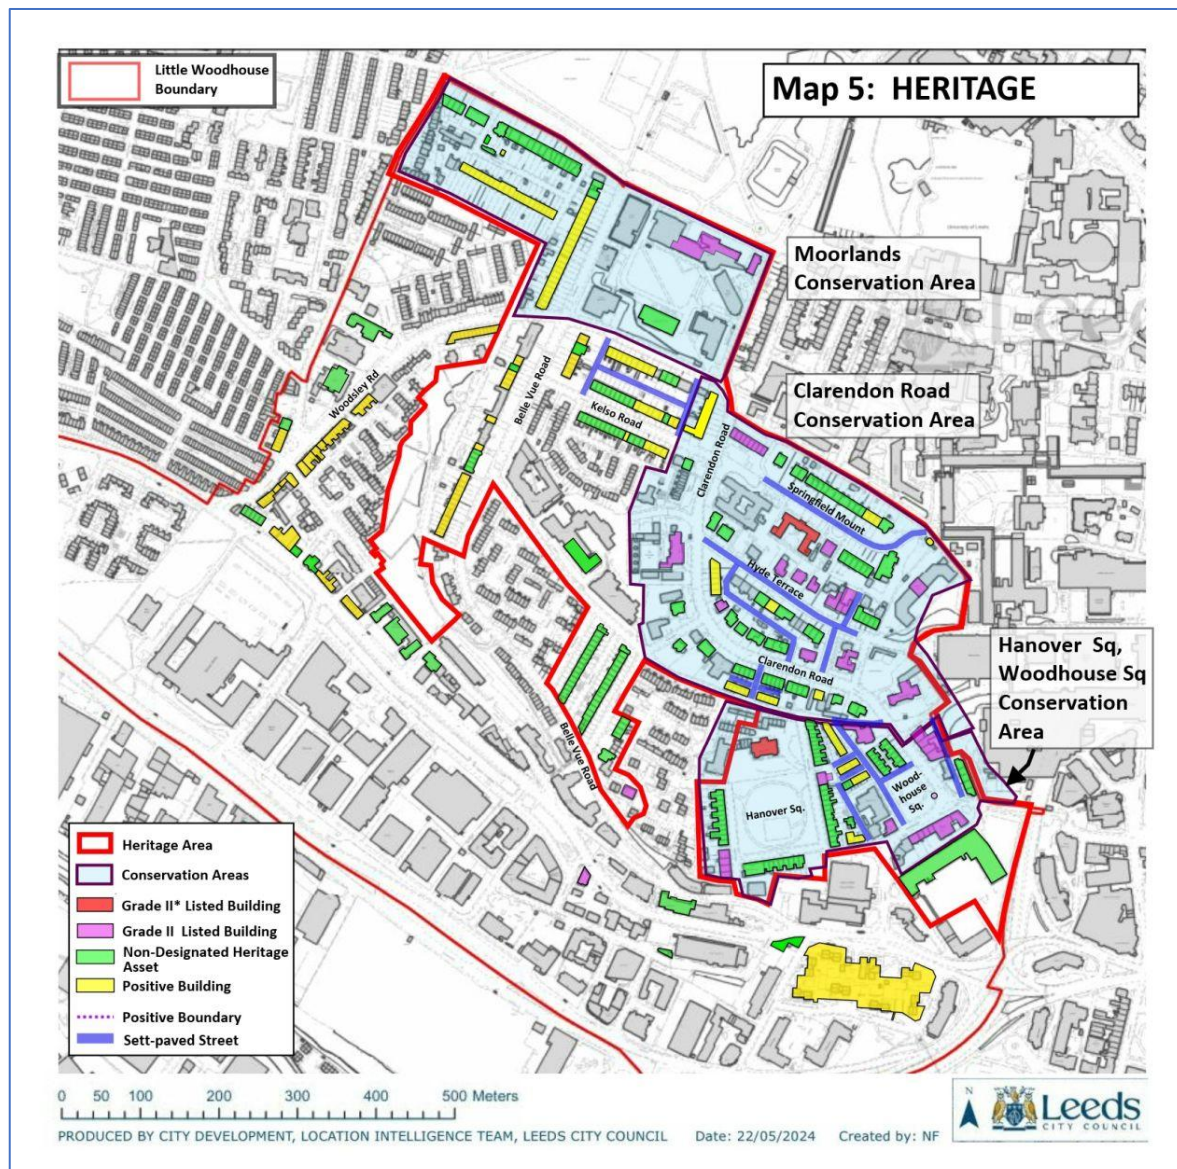 Little Woodhouse
Boundary
Map 5: HERITAGE
University of Leeds
Moorlands
Conservation Area
Clarendon Road
Conservation Area
Woodsley Rd
Belle Vue Road
Kelso Road
Clarendon Road
Springfield Mount
Hyde Terrace
Clarendon Road
Hanover Sq,
Woodhouse Sq
Conservation
Area
Belle Vue Road
Hanover Sq.
Wood-
house
Sq.
Heritage Area
Conservation Areas
Grade II* Listed Building
Grade II Listed Building
Non-Designated Heritage
Asset
Positive Building
Positive Boundary
Sett-paved Street
0 50 100 200 300 400 500 Meters
PRODUCED BY CITY DEVELOPMENT, LOCATION INTELLIGENCE TEAM, LEEDS CITY COUNCIL Date: 22/05/2024 Created by: NF
N
Leeds
CITY COUNCIL